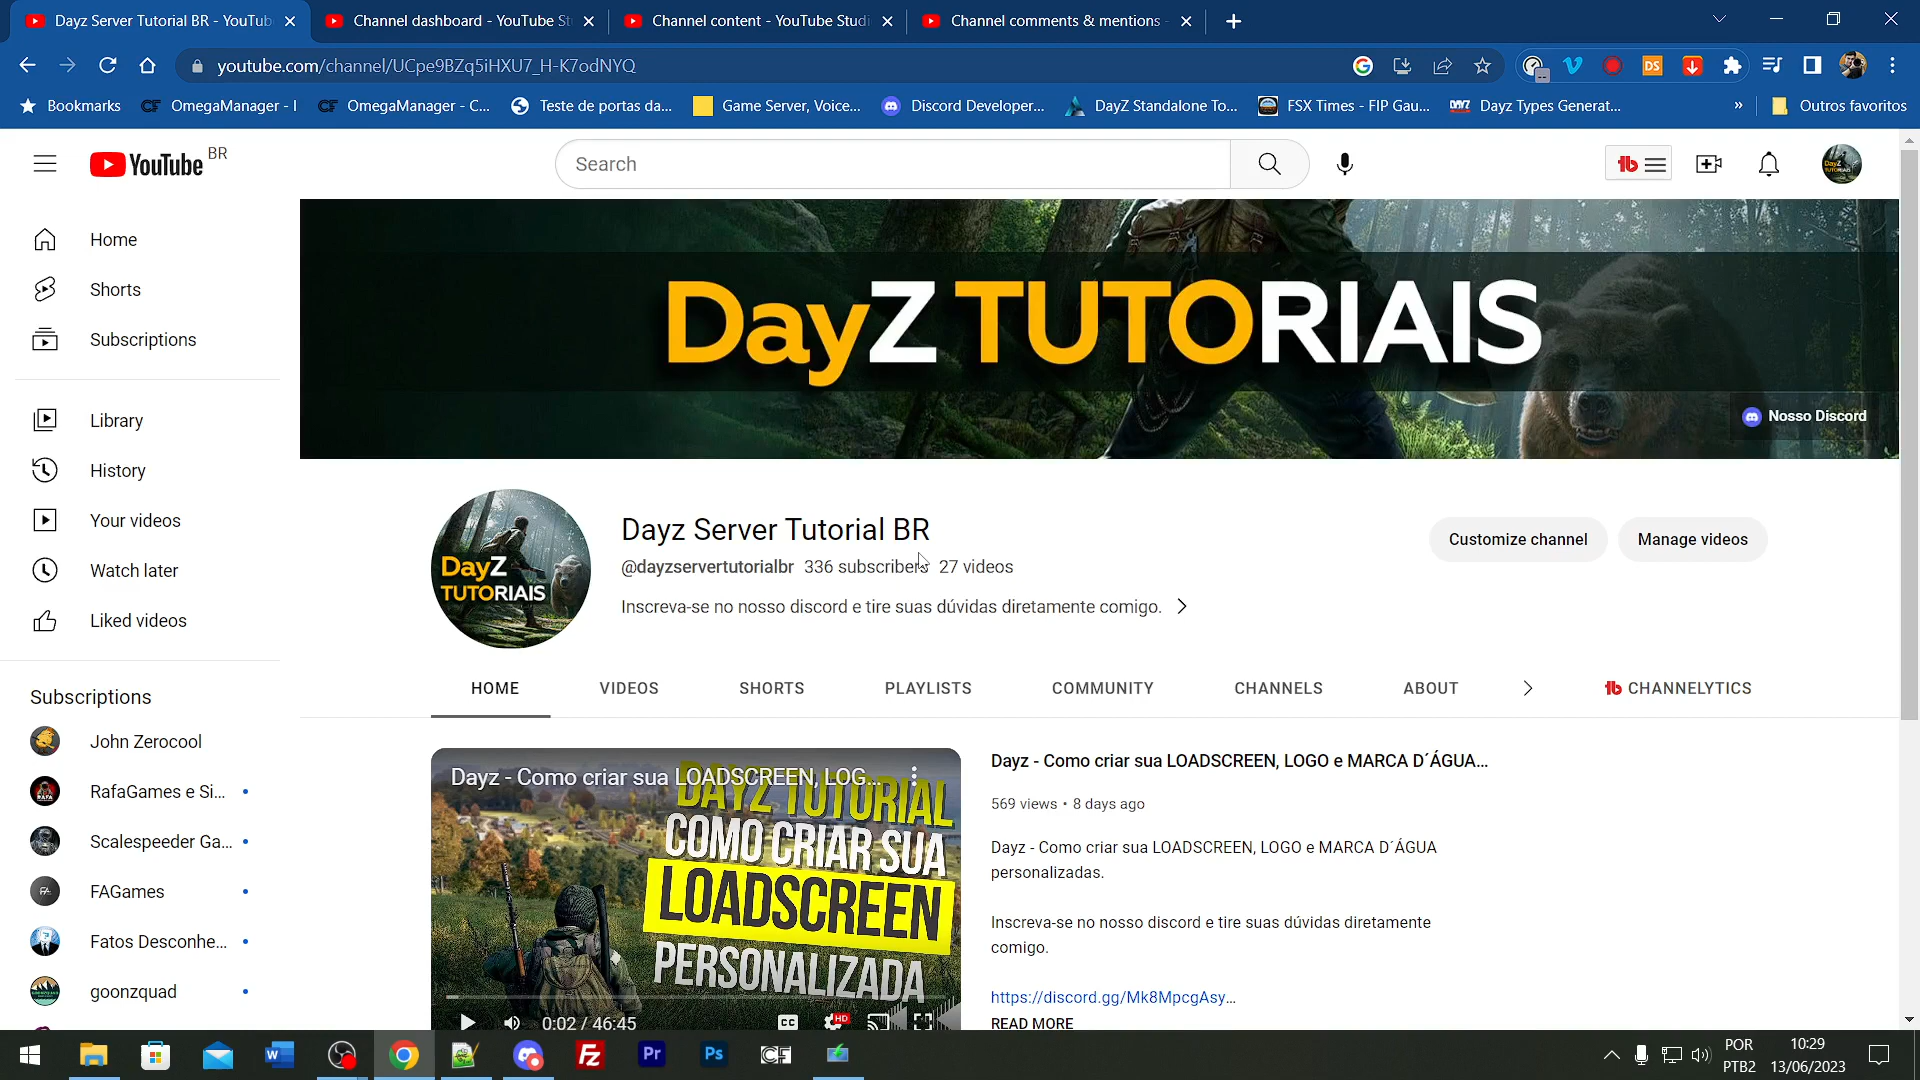 Dayz Server Tutorial BR - YouTub
Channel dashboard - YouTube St
Channel content - YouTube Studi
Channel comments & mentions -
youtube.com/channel/UCpe9BZq5iHXU7_H-K7odNYQ
Bookmarks
OmegaManager - I
OmegaManager - C...
Teste de portas da...
Game Server, Voice...
Discord Developer...
DayZ Standalone To...
FSX Times - FIP Gau...
Dayz Types Generat...
»
Outros favoritos
YouTube BR
Search
Home
Shorts
Subscriptions
Library
History
Your videos
Watch later
Liked videos
Subscriptions
John Zerocool
RafaGames e Si...
Scalespeeder Ga...
FAGames
Fatos Desconhe...
goonzquad
DayZ TUTORIAIS
Nosso Discord
DayZ
TUTORIAIS
Dayz Server Tutorial BR
@dayzservertutorialbr 336 subscribers 27 videos
Inscreva-se no nosso discord e tire suas dúvidas diretamente comigo.
Customize channel
Manage videos
HOME
VIDEOS
SHORTS
PLAYLISTS
COMMUNITY
CHANNELS
ABOUT
CHANNELYTICS
Dayz - Como criar sua LOADSCREEN, LOG...
DAYZ TUTORIAL
COMO CRIAR SUA
LOADSCREEN
PERSONALIZADA
0:02 / 46:45
CC
HD
Dayz - Como criar sua LOADSCREEN, LOGO e MARCA D´ÁGUA...
569 views • 8 days ago
Dayz - Como criar sua LOADSCREEN, LOGO e MARCA D´ÁGUA
personalizadas.
Inscreva-se no nosso discord e tire suas dúvidas diretamente
comigo.
https://discord.gg/Mk8MpcgAsy...
READ MORE
POR
PTB2
10:29
13/06/2023